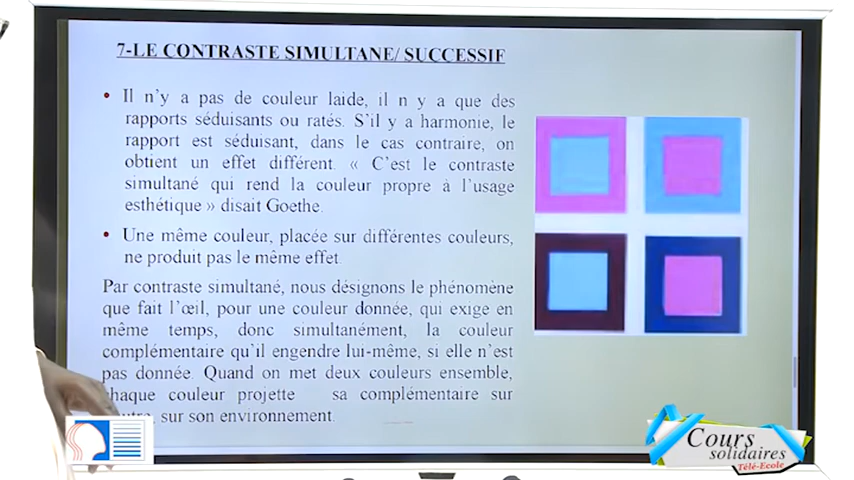 7-LE CONTRASTE SIMULTANE/ SUCCESSIF
• Il n’y a pas de couleur laide, il n y a que des
rapports séduisants ou ratés. S’il y a harmonie, le
rapport est séduisant, dans le cas contraire, on
obtient un effet différent. « C’est le contraste
simultané qui rend la couleur propre à l’usage
esthétique » disait Goethe.
• Une même couleur, placée sur différentes couleurs,
ne produit pas le même effet.
Par contraste simultané, nous désignons le phénomène
que fait l’œil, pour une couleur donnée, qui exige en
même temps, donc simultanément, la couleur
complémentaire qu’il engendre lui-même, si elle n’est
pas donnée. Quand on met deux couleurs ensemble,
chaque couleur projette sa complémentaire sur
l’autre, sur son environnement.
Cours
solidaires
Télé-Ecole